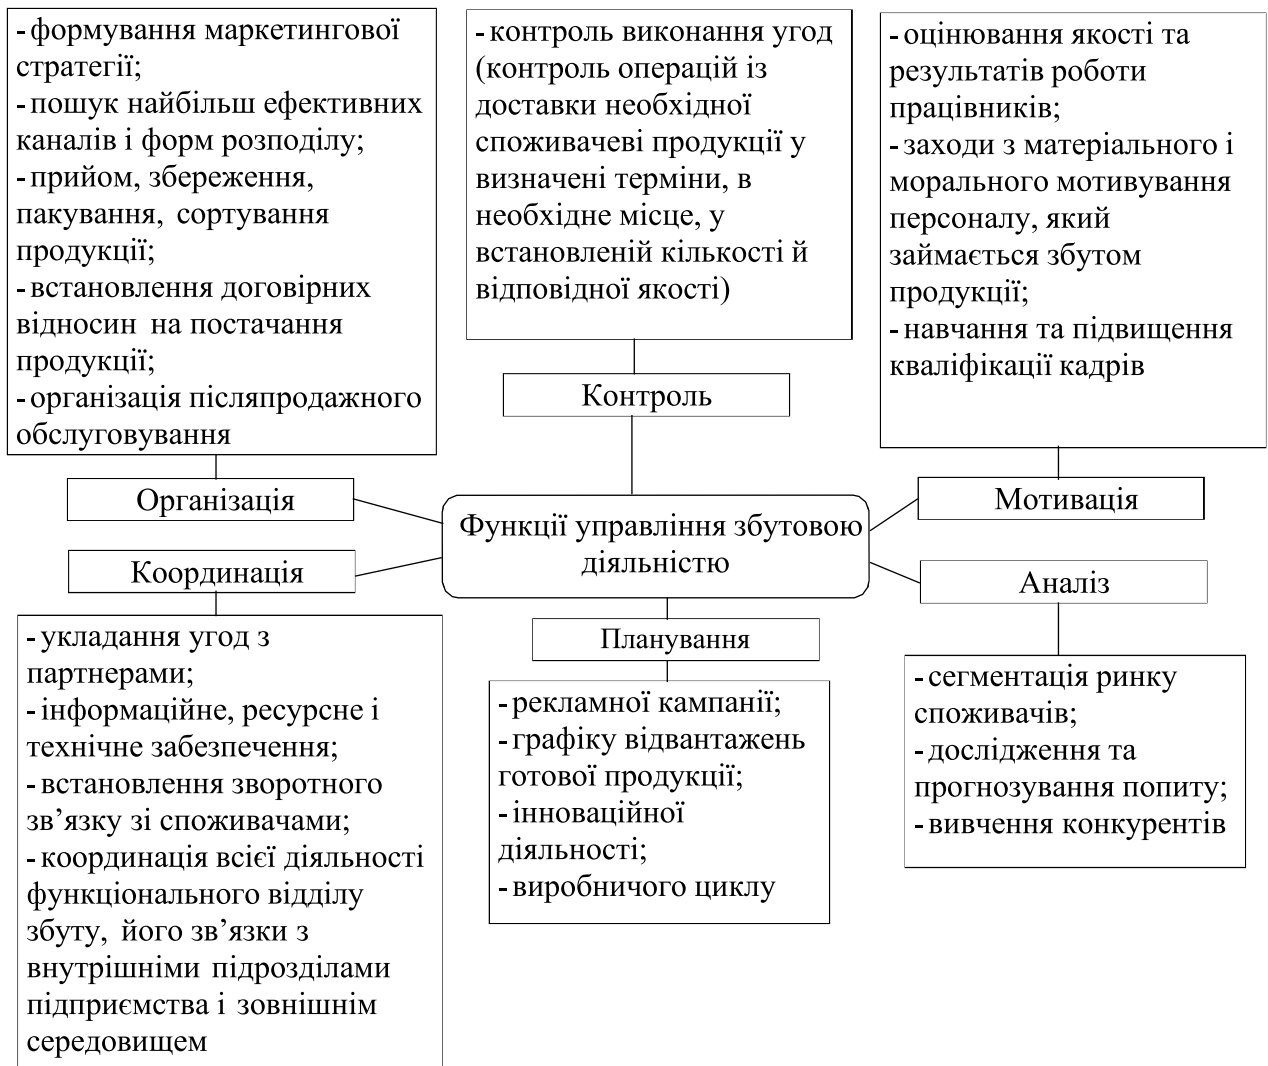 - формування маркетингової
стратегії;
- пошук найбільш ефективних
каналів і форм розподілу;
- прийом, збереження,
пакування, сортування
продукції;
- встановлення договірних
відносин на постачання
продукції;
- організація післяпродажного
обслуговування
Організація
- контроль виконання угод
(контроль операцій із
доставки необхідної
споживачеві продукції у
визначені терміни, в
необхідне місце, у
встановленій кількості й
відповідної якості)
Контроль
- оцінювання якості та
результатів роботи
працівників;
- заходи з матеріального і
морального мотивування
персоналу, який
займається збутом
продукції;
- навчання та підвищення
кваліфікації кадрів
Мотивація
Функції управління збутовою
діяльністю
Координація
- укладання угод з
партнерами;
- інформаційне, ресурсне і
технічне забезпечення;
- встановлення зворотного
зв’язку зі споживачами;
- координація всієї діяльності
функціонального відділу
збуту, його зв’язки з
внутрішніми підрозділами
підприємства і зовнішнім
середовищем
Планування
- рекламної кампанії;
- графіку відвантажень
готової продукції;
- інноваційної
діяльності;
- виробничого циклу
Аналіз
- сегментація ринку
споживачів;
- дослідження та
прогнозування попиту;
- вивчення конкурентів